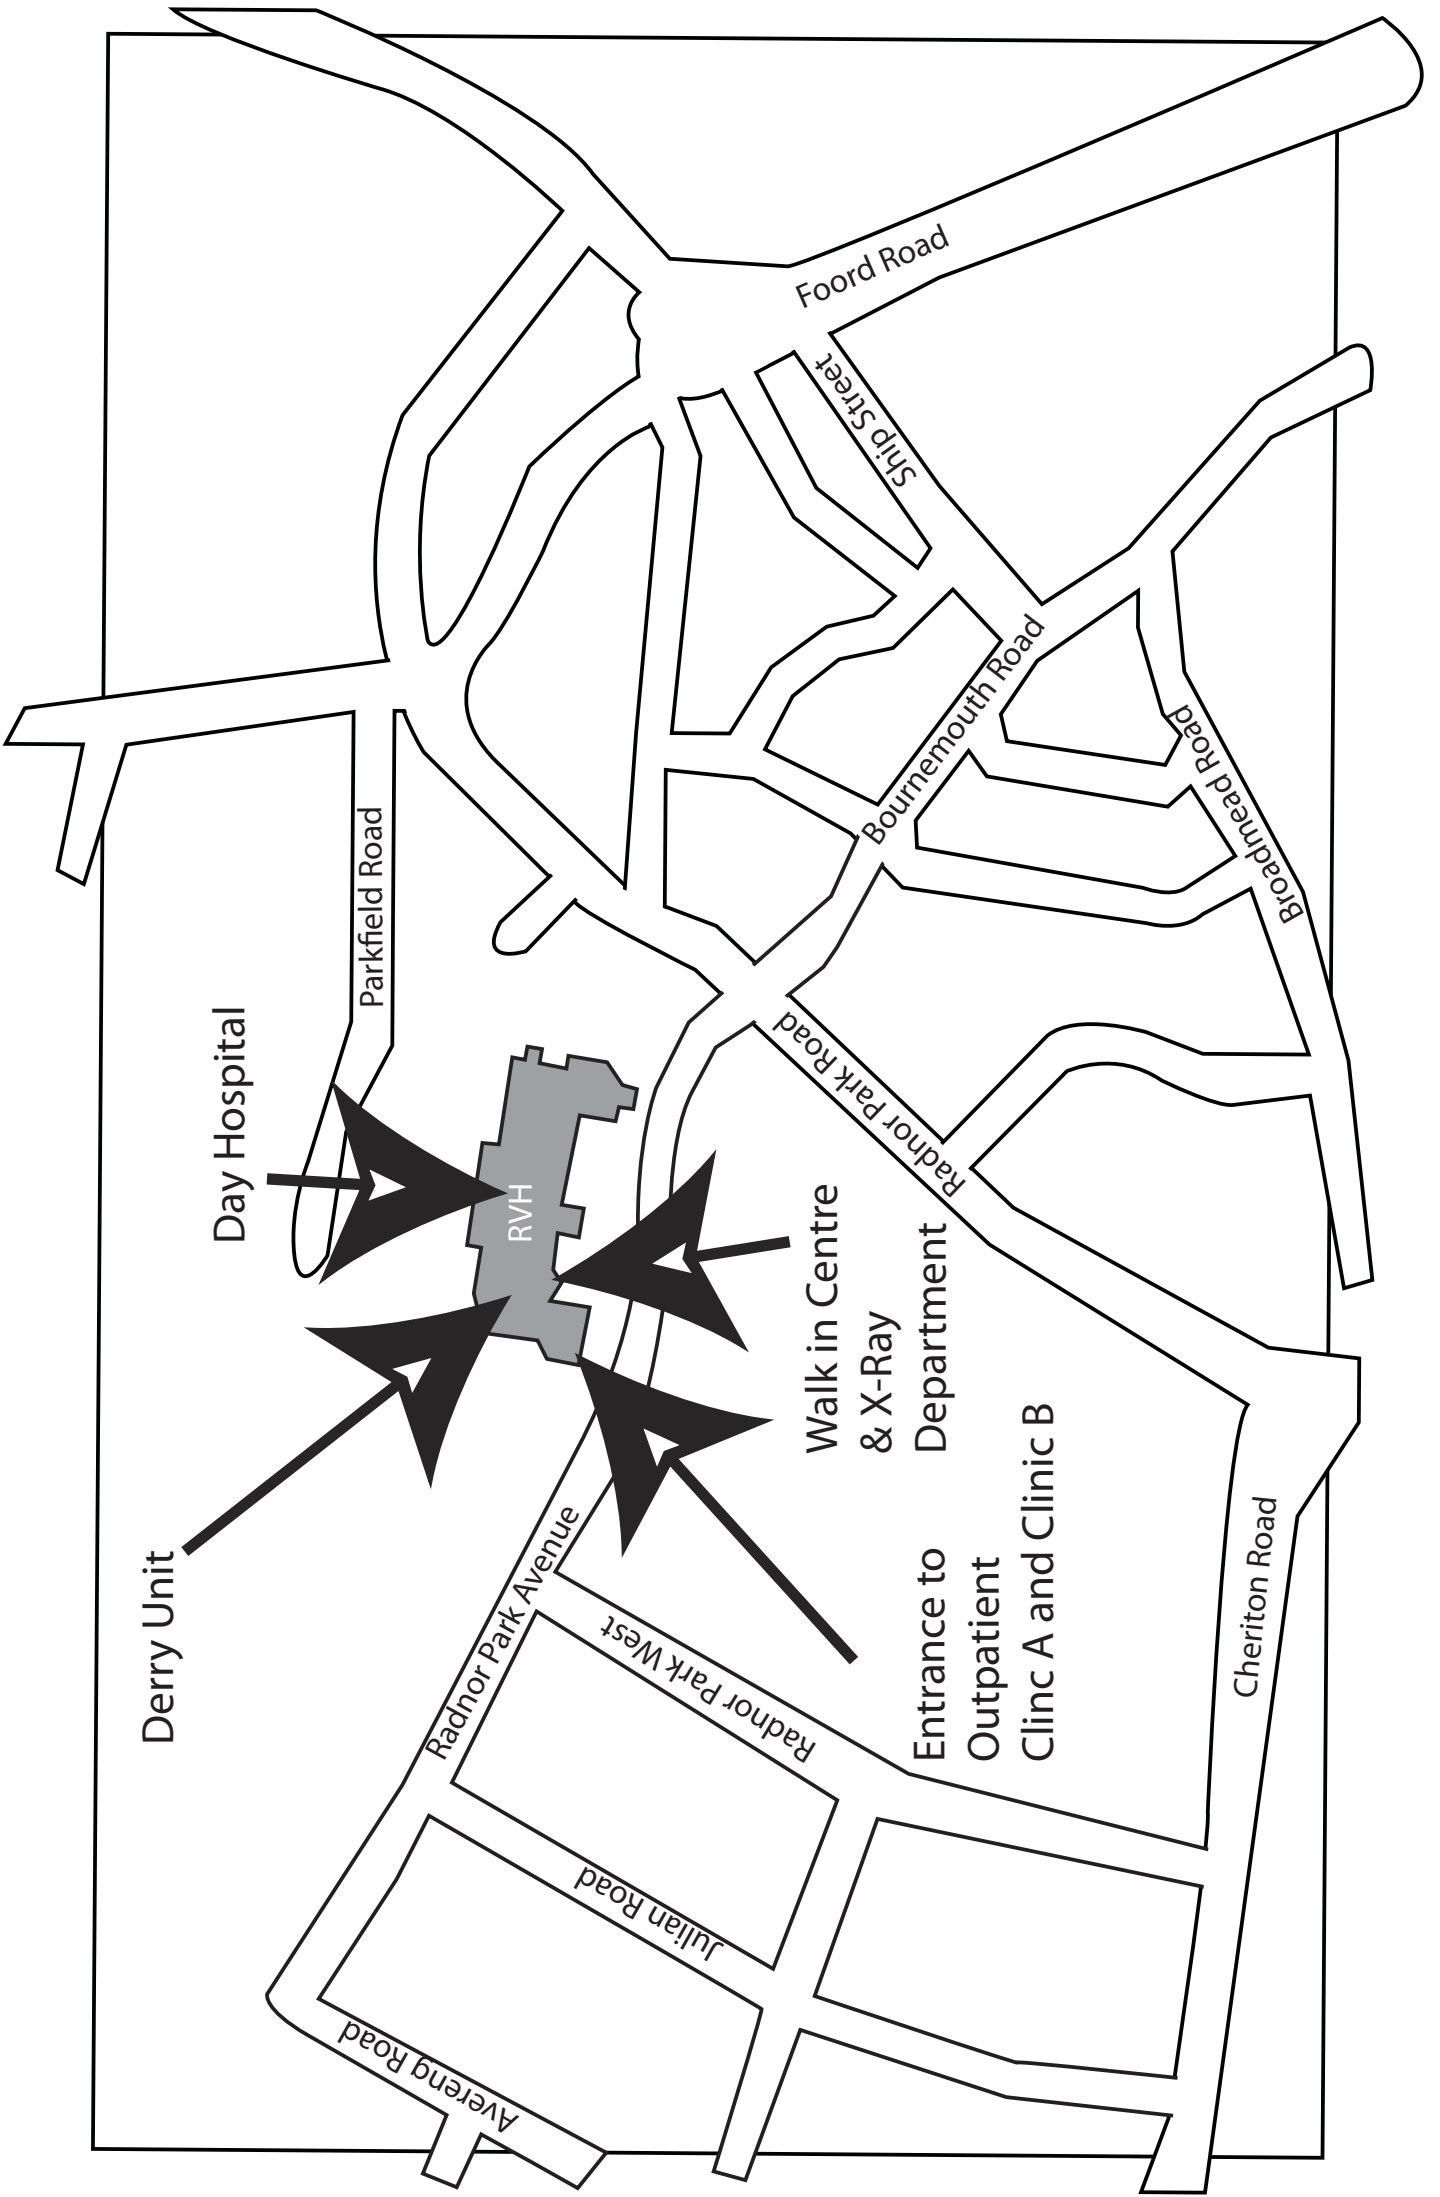 Derry Unit
Day Hospital
Parkfield Road
RVH
Walk in Centre
& X-Ray
Department
Entrance to
Outpatient
Clinc A and Clinic B
Radnor Park Avenue
Radnor Park West
Julian Road
Avereng Road
Cheriton Road
Radnor Park Road
Bournemouth Road
Broadmead Road
Ship Street
Foord Road